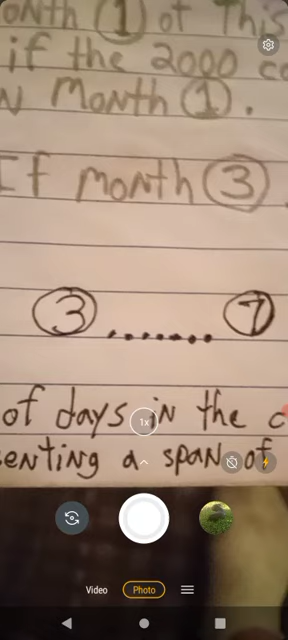 onth ① of this
if the 2000 co
n month ①.
If month ③
③.......⑦
of days in the c
1x
enting a span of
Video Photo